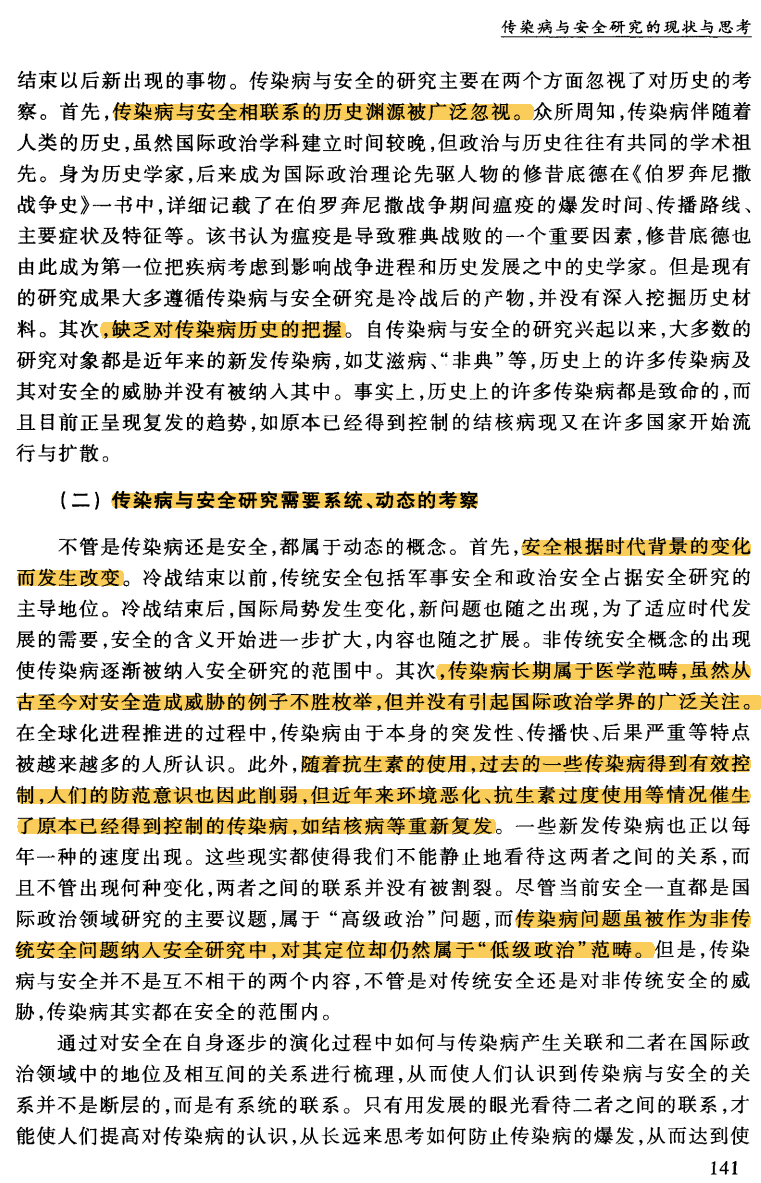 传染病与安全研究的现状与思考
结束以后新出现的事物。传染病与安全的研究主要在两个方面忽视了对历史的考
察。首先,传染病与安全相联系的历史渊源被广泛忽视。众所周知,传染病伴随着
人类的历史,虽然国际政治学科建立时间较晚,但政治与历史往往有共同的学术祖
先。身为历史学家,后来成为国际政治理论先驱人物的修昔底德在《伯罗奔尼撒
战争史》一书中,详细记载了在伯罗奔尼撒战争期间瘟疫的爆发时间、传播路线、
主要症状及特征等。该书认为瘟疫是导致雅典战败的一个重要因素,修昔底德也
由此成为第一位把疾病考虑到影响战争进程和历史发展之中的史学家。但是现有
的研究成果大多遵循传染病与安全研究是冷战后的产物,并没有深入挖掘历史材
料。其次,缺乏对传染病历史的把握。自传染病与安全的研究兴起以来,大多数的
研究对象都是近年来的新发传染病,如艾滋病、“非典”等,历史上的许多传染病及
其对安全的威胁并没有被纳入其中。事实上,历史上的许多传染病都是致命的,而
且目前正呈现复发的趋势,如原本已经得到控制的结核病现又在许多国家开始流
行与扩散。
(二) 传染病与安全研究需要系统、动态的考察
不管是传染病还是安全,都属于动态的概念。首先,安全根据时代背景的变化
而发生改变。冷战结束以前,传统安全包括军事安全和政治安全占据安全研究的
主导地位。冷战结束后,国际局势发生变化,新问题也随之出现,为了适应时代发
展的需要,安全的含义开始进一步扩大,内容也随之扩展。非传统安全概念的出现
使传染病逐渐被纳入安全研究的范围中。其次,传染病长期属于医学范畴,虽然从
古至今对安全造成威胁的例子不胜枚举,但并没有引起国际政治学界的广泛关注。
在全球化进程推进的过程中,传染病由于本身的突发性、传播快、后果严重等特点
被越来越多的人所认识。此外,随着抗生素的使用,过去的一些传染病得到有效控
制,人们的防范意识也因此削弱,但近年来环境恶化、抗生素过度使用等情况催生
了原本已经得到控制的传染病,如结核病等重新复发。一些新发传染病也正以每
年一种的速度出现。这些现实都使得我们不能静止地看待这两者之间的关系,而
且不管出现何种变化,两者之间的联系并没有被割裂。尽管当前安全一直都是国
际政治领域研究的主要议题,属于“高级政治”问题,而传染病问题虽被作为非传
统安全问题纳入安全研究中,对其定位却仍然属于“低级政治”范畴。但是,传染
病与安全并不是互不相干的两个内容,不管是对传统安全还是对非传统安全的威
胁,传染病其实都在安全的范围内。
通过对安全在自身逐步的演化过程中如何与传染病产生关联和二者在国际政
治领域中的地位及相互间的关系进行梳理,从而使人们认识到传染病与安全的关
系并不是断层的,而是有系统的联系。只有用发展的眼光看待二者之间的联系,才
能使人们提高对传染病的认识,从长远来思考如何防止传染病的爆发,从而达到使
141